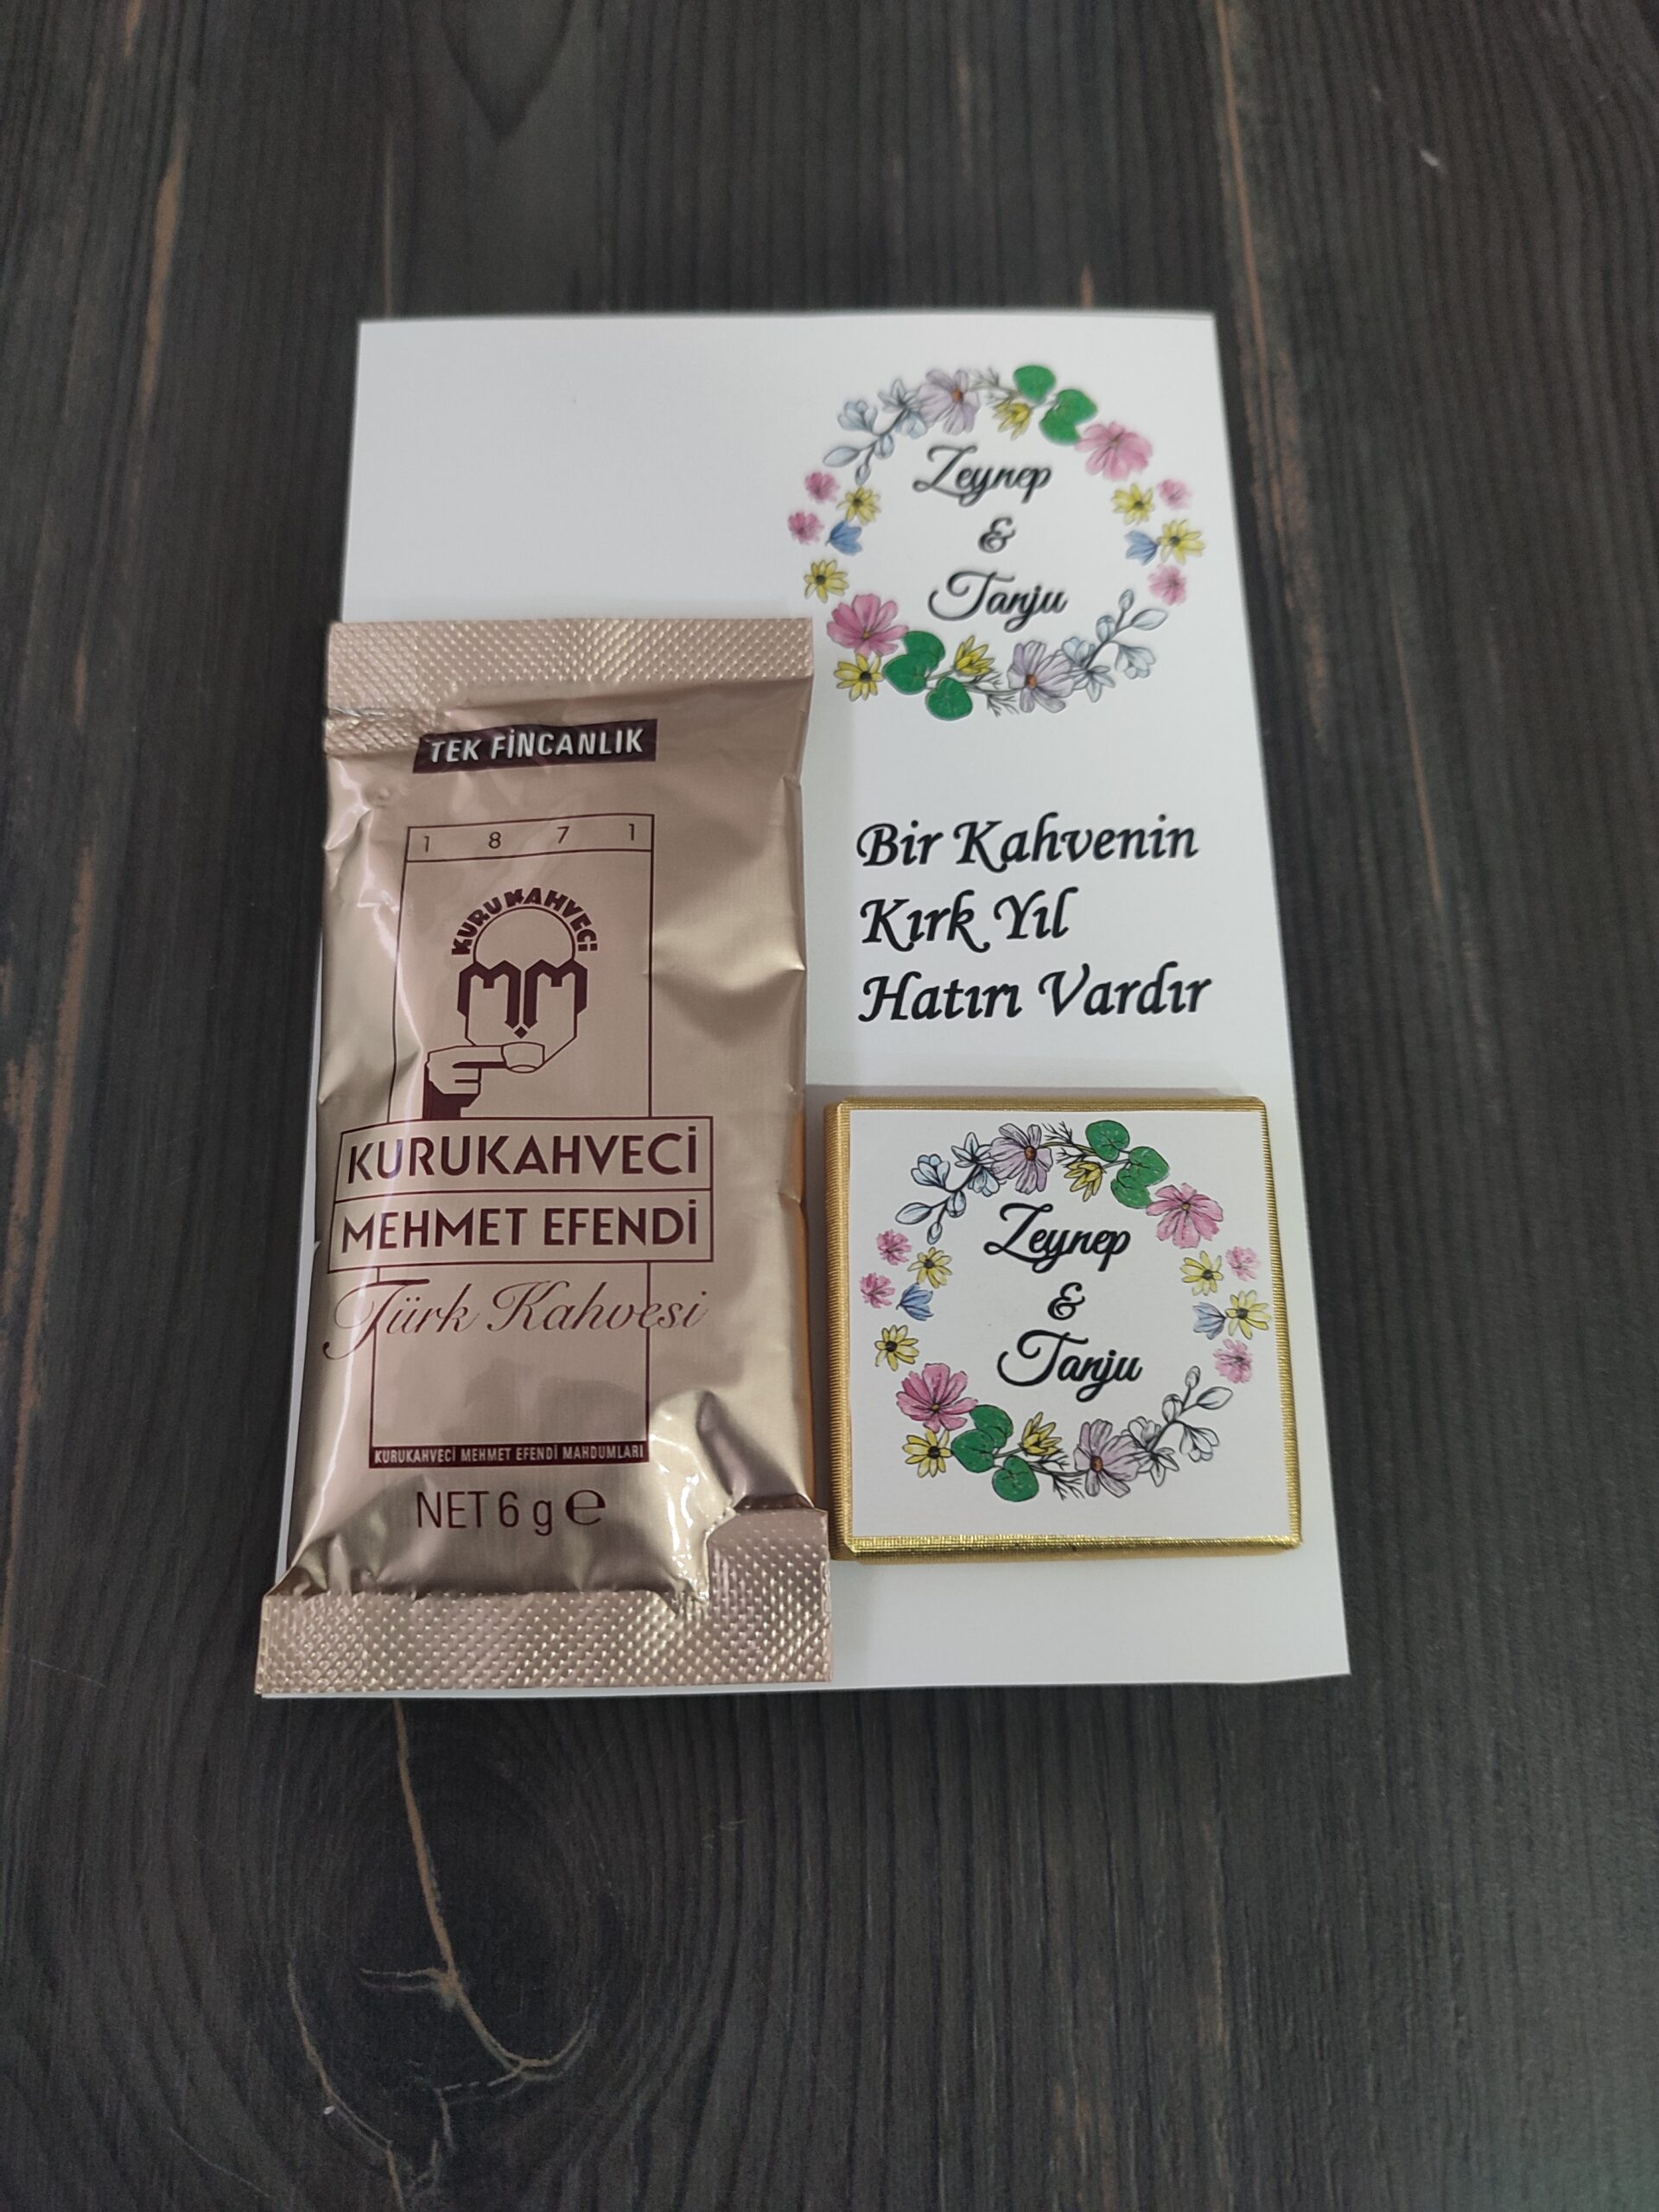 Zeynep
&
Tanju
Bir Kahvenin
Kırk Yıl
Hatırı Vardır
TEK FİNCANLIK
1 8 7 1
KURUKAHVECİ
MM
KURUKAHVECİ
MEHMET EFENDİ
Türk Kahvesi
KURUKAHVECİ MEHMET EFENDİ MAHDUMLARI
NET 6 g ℮
Zeynep
&
Tanju